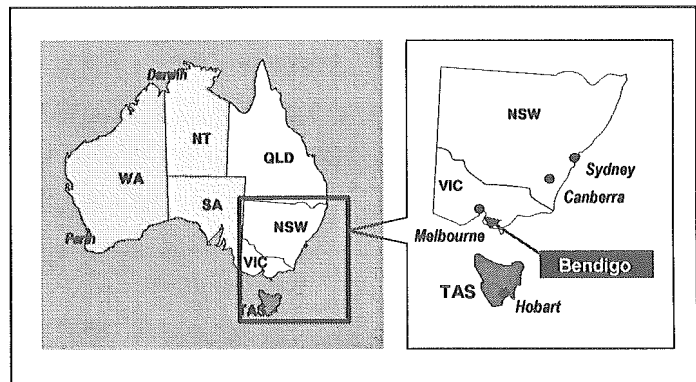 Darwin
NT
QLD
WA
SA
NSW
Perth
VIC
TAS
NSW
Sydney
VIC
Canberra
Melbourne
Bendigo
TAS
Hobart